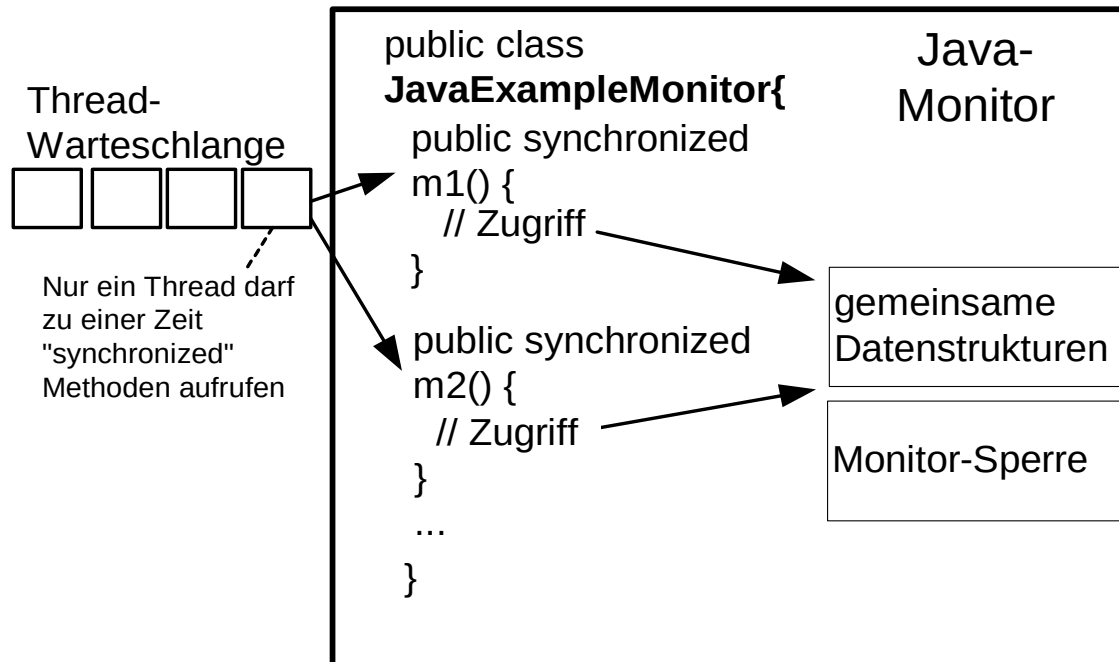 Thread-
Warteschlange
Nur ein Thread darf
zu einer Zeit
"synchronized"
Methoden aufrufen
public class
JavaExampleMonitor{
public synchronized
m1() {
// Zugriff
}
public synchronized
m2() {
// Zugriff
}
...
}
Java-
Monitor
gemeinsame
Datenstrukturen
Monitor-Sperre